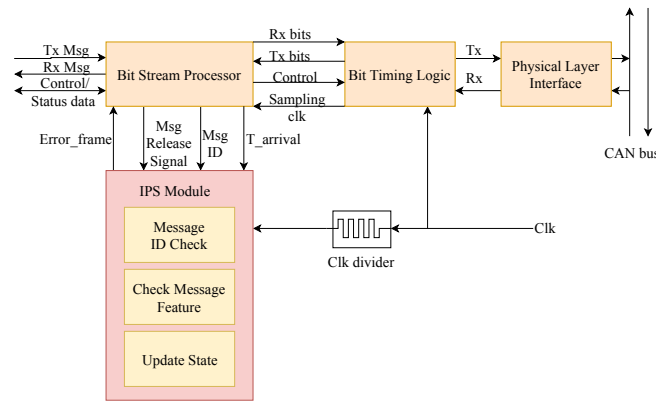 Tx Msg
Rx Msg
Control/
Status data
Bit Stream Processor
Rx bits
Tx bits
Control
Sampling
clk
Bit Timing Logic
Tx
Rx
Physical Layer
Interface
CAN bus
Error_frame
Msg
Release
Signal
Msg
ID
T_arrival
IPS Module
Message
ID Check
Check Message
Feature
Update State
Clk divider
Clk